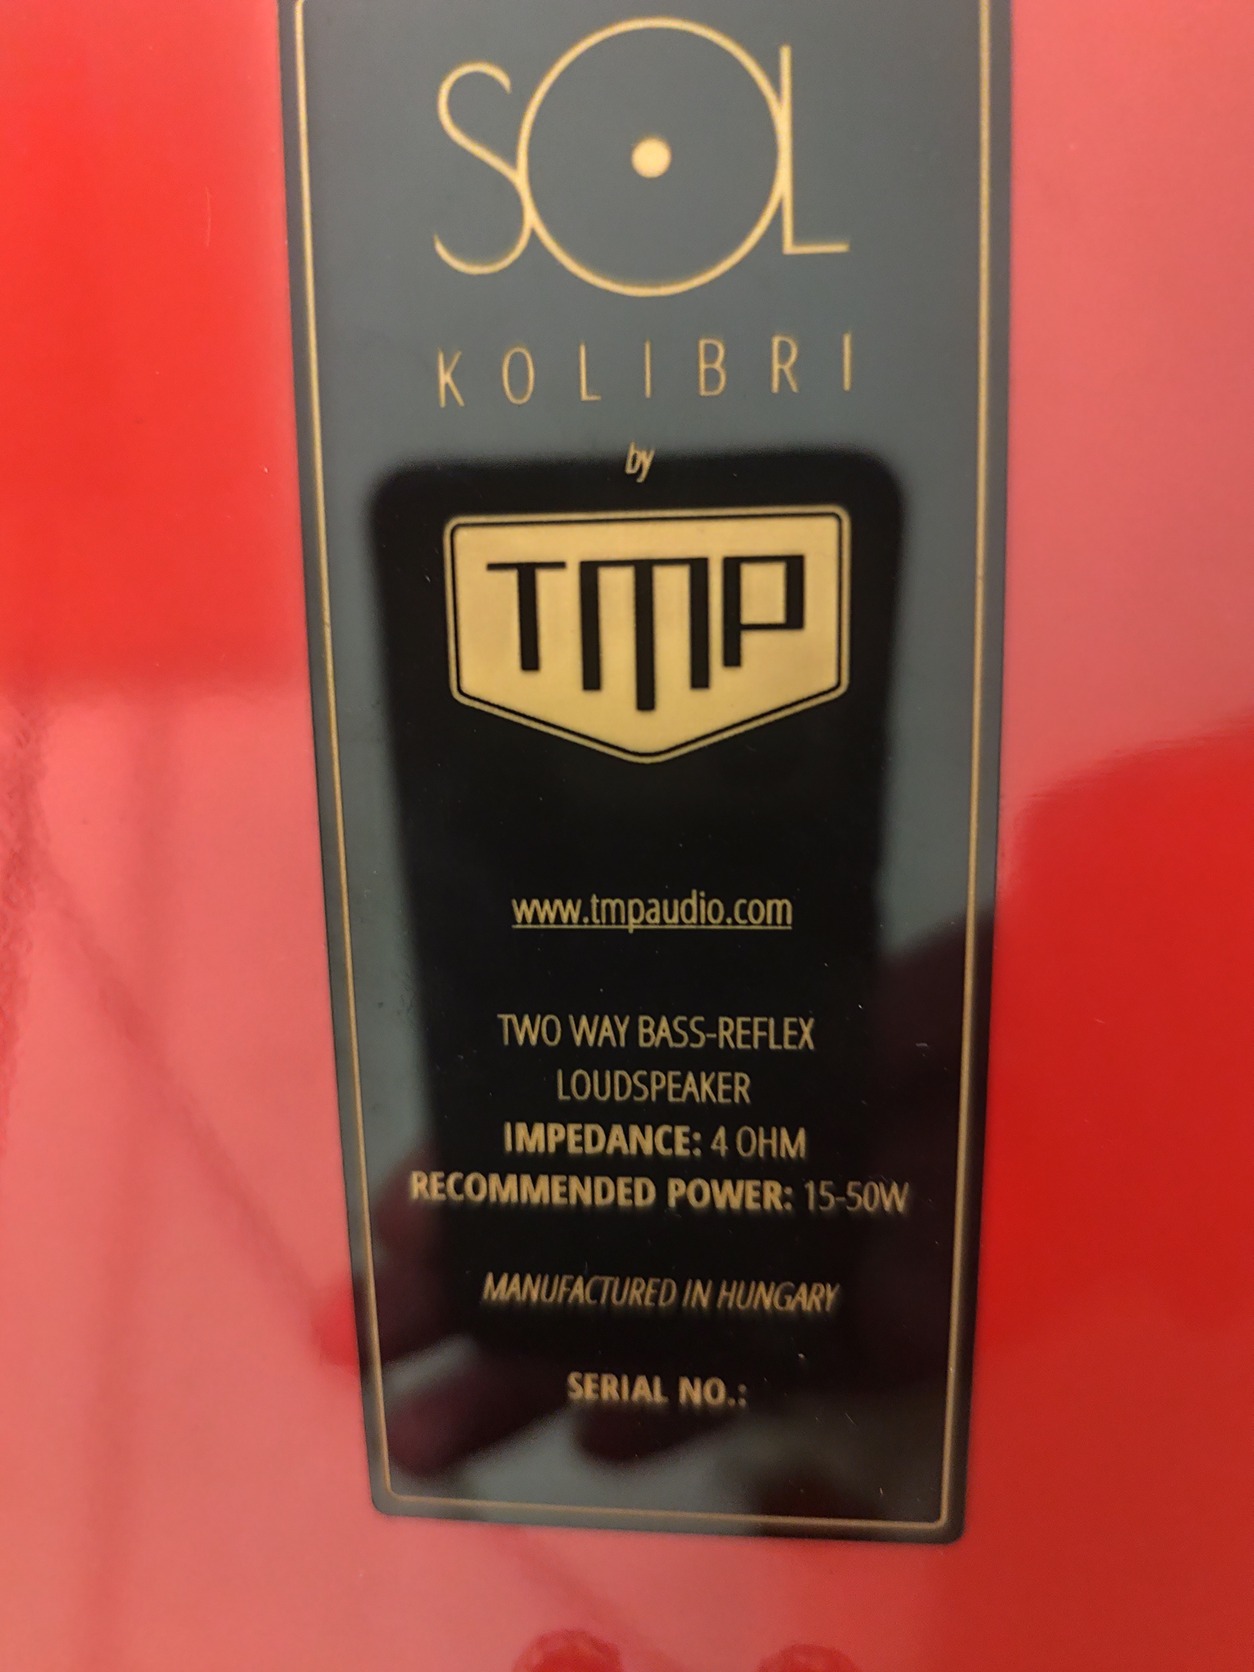 SOL
KOLIBRI
by
TMP
www.tmpaudio.com
TWO WAY BASS-REFLEX
LOUDSPEAKER
IMPEDANCE: 4 OHM
RECOMMENDED POWER: 15-50W
MANUFACTURED IN HUNGARY
SERIAL NO.: